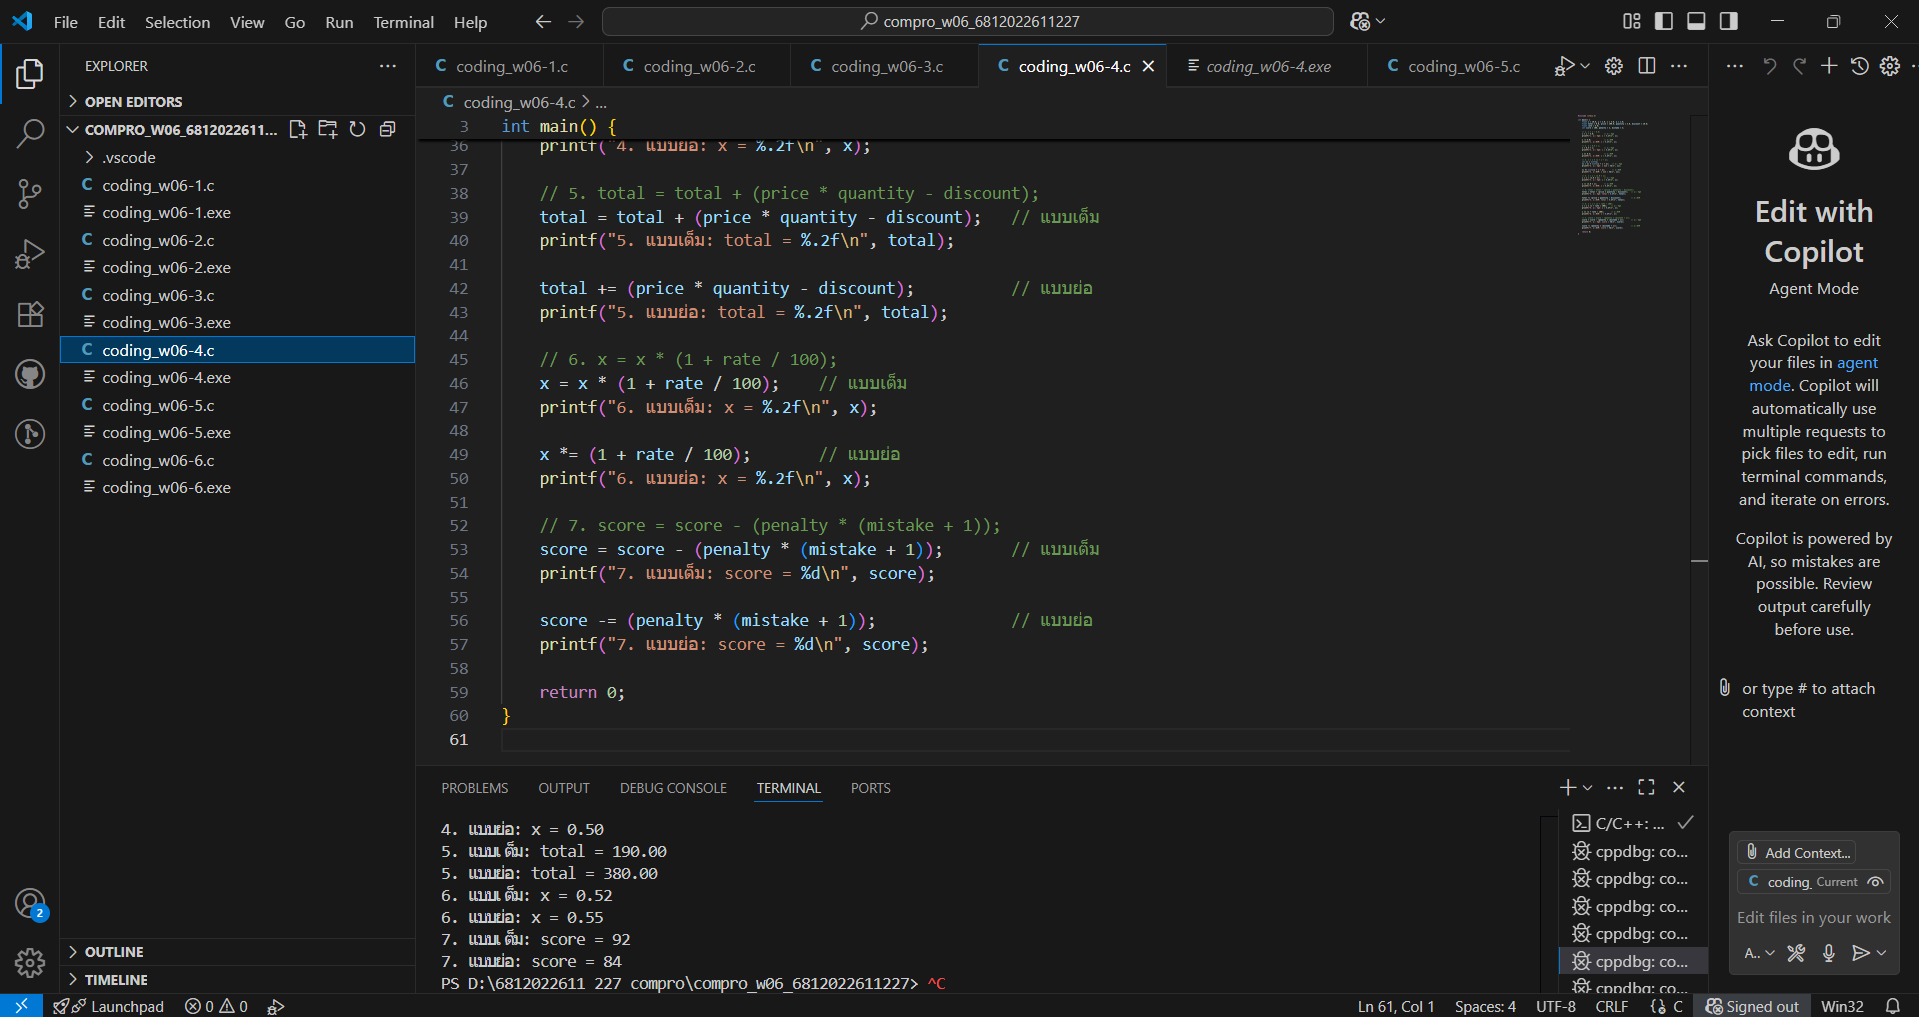 File Edit Selection View Go Run Terminal Help
compro_w06_6812022611227
EXPLORER
OPEN EDITORS
COMPRO_W06_6812022611...
.vscode
C coding_w06-1.c
coding_w06-1.exe
C coding_w06-2.c
coding_w06-2.exe
C coding_w06-3.c
coding_w06-3.exe
C coding_w06-4.c
coding_w06-4.exe
C coding_w06-5.c
coding_w06-5.exe
C coding_w06-6.c
coding_w06-6.exe
OUTLINE
TIMELINE
2
C coding_w06-1.c C coding_w06-2.c C coding_w06-3.c C coding_w06-4.c coding_w06-4.exe C coding_w06-5.c
C coding_w06-4.c > ...
3 int main() {
36 printf("4. แบบย่อ: x = %.2f\n", x);
37
38 // 5. total = total + (price * quantity - discount);
39 total = total + (price * quantity - discount); // แบบเต็ม
40 printf("5. แบบเต็ม: total = %.2f\n", total);
41
42 total += (price * quantity - discount); // แบบย่อ
43 printf("5. แบบย่อ: total = %.2f\n", total);
44
45 // 6. x = x * (1 + rate / 100);
46 x = x * (1 + rate / 100); // แบบเต็ม
47 printf("6. แบบเต็ม: x = %.2f\n", x);
48
49 x *= (1 + rate / 100); // แบบย่อ
50 printf("6. แบบย่อ: x = %.2f\n", x);
51
52 // 7. score = score - (penalty * (mistake + 1));
53 score = score - (penalty * (mistake + 1)); // แบบเต็ม
54 printf("7. แบบเต็ม: score = %d\n", score);
55
56 score -= (penalty * (mistake + 1)); // แบบย่อ
57 printf("7. แบบย่อ: score = %d\n", score);
58
59 return 0;
60 }
61
PROBLEMS OUTPUT DEBUG CONSOLE TERMINAL PORTS
4. แบบย่อ: x = 0.50
5. แบบเต็ม: total = 190.00
5. แบบย่อ: total = 380.00
6. แบบเต็ม: x = 0.52
6. แบบย่อ: x = 0.55
7. แบบเต็ม: score = 92
7. แบบย่อ: score = 84
PS D:\6812022611 227 compro\compro_w06_6812022611227> ^C
C/C++: ...
cppdbg: co...
cppdbg: co...
cppdbg: co...
cppdbg: co...
cppdbg: co...
cppdbg: co...
Edit with
Copilot
Agent Mode
Ask Copilot to edit
your files in agent
mode. Copilot will
automatically use
multiple requests to
pick files to edit, run
terminal commands,
and iterate on errors.
Copilot is powered by
AI, so mistakes are
possible. Review
output carefully
before use.
or type # to attach
context
Add Context...
C coding_ Current
Edit files in your work
A..
Launchpad 0 0
Ln 61, Col 1 Spaces: 4 UTF-8 CRLF {} C Signed out Win32